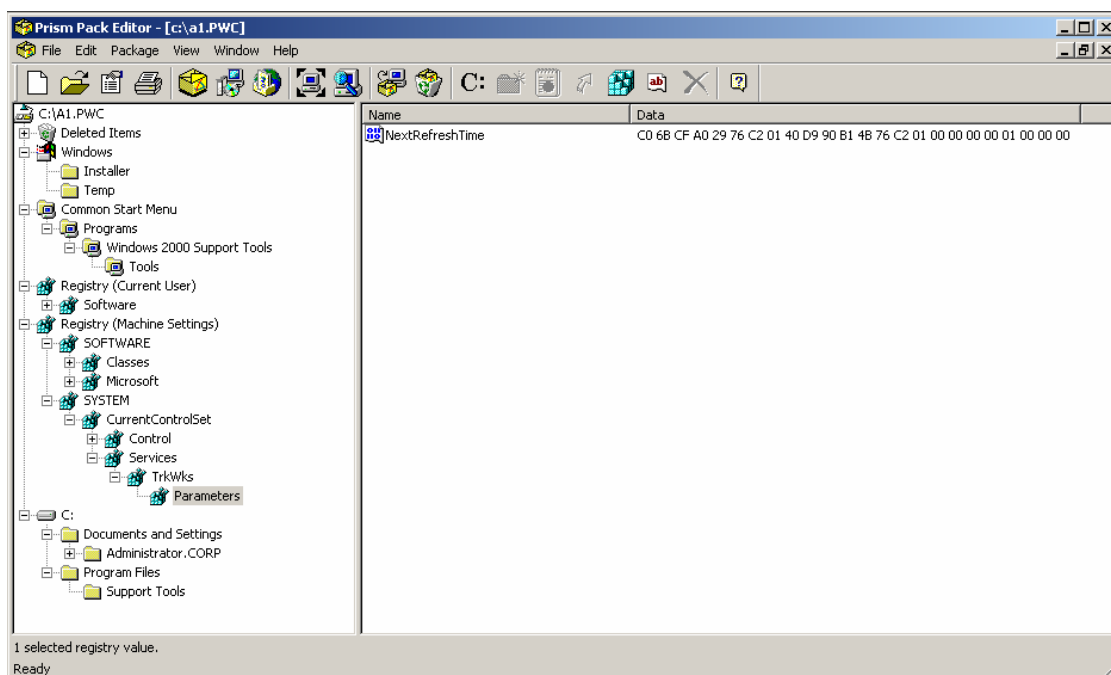 Prism Pack Editor - [c:\a1.PWC]
File Edit Package View Window Help
C: ab
C:\A1.PWC
Deleted Items
Windows
Installer
Temp
Common Start Menu
Programs
Windows 2000 Support Tools
Tools
Registry (Current User)
Software
Registry (Machine Settings)
SOFTWARE
Classes
Microsoft
SYSTEM
CurrentControlSet
Control
Services
TrkWks
Parameters
C:
Documents and Settings
Administrator.CORP
Program Files
Support Tools
Name Data
NextRefreshTime C0 6B CF A0 29 76 C2 01 40 D9 90 B1 4B 76 C2 01 00 00 00 00 01 00 00 00
1 selected registry value.
Ready